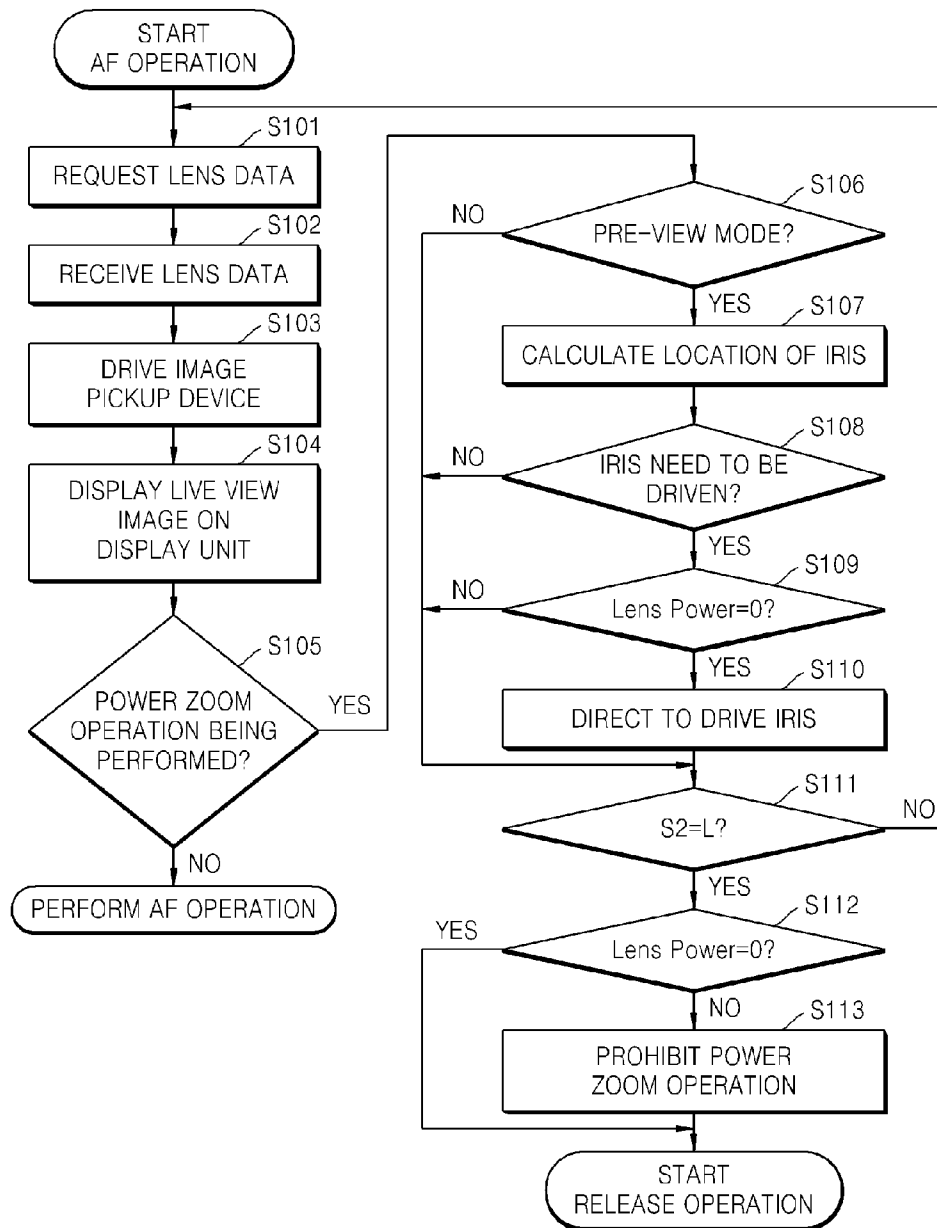 START
AF OPERATION
S101
REQUEST LENS DATA
S102
RECEIVE LENS DATA
S103
DRIVE IMAGE
PICKUP DEVICE
S104
DISPLAY LIVE VIEW
IMAGE ON
DISPLAY UNIT
S105
POWER ZOOM
OPERATION BEING
PERFORMED?
YES
NO
PERFORM AF OPERATION
S106
PRE-VIEW MODE?
NO
YES
S107
CALCULATE LOCATION OF IRIS
S108
IRIS NEED TO BE
DRIVEN?
NO
YES
S109
Lens Power=0?
NO
YES
S110
DIRECT TO DRIVE IRIS
S111
S2=L?
NO
YES
S112
Lens Power=0?
YES
NO
S113
PROHIBIT POWER
ZOOM OPERATION
START
RELEASE OPERATION